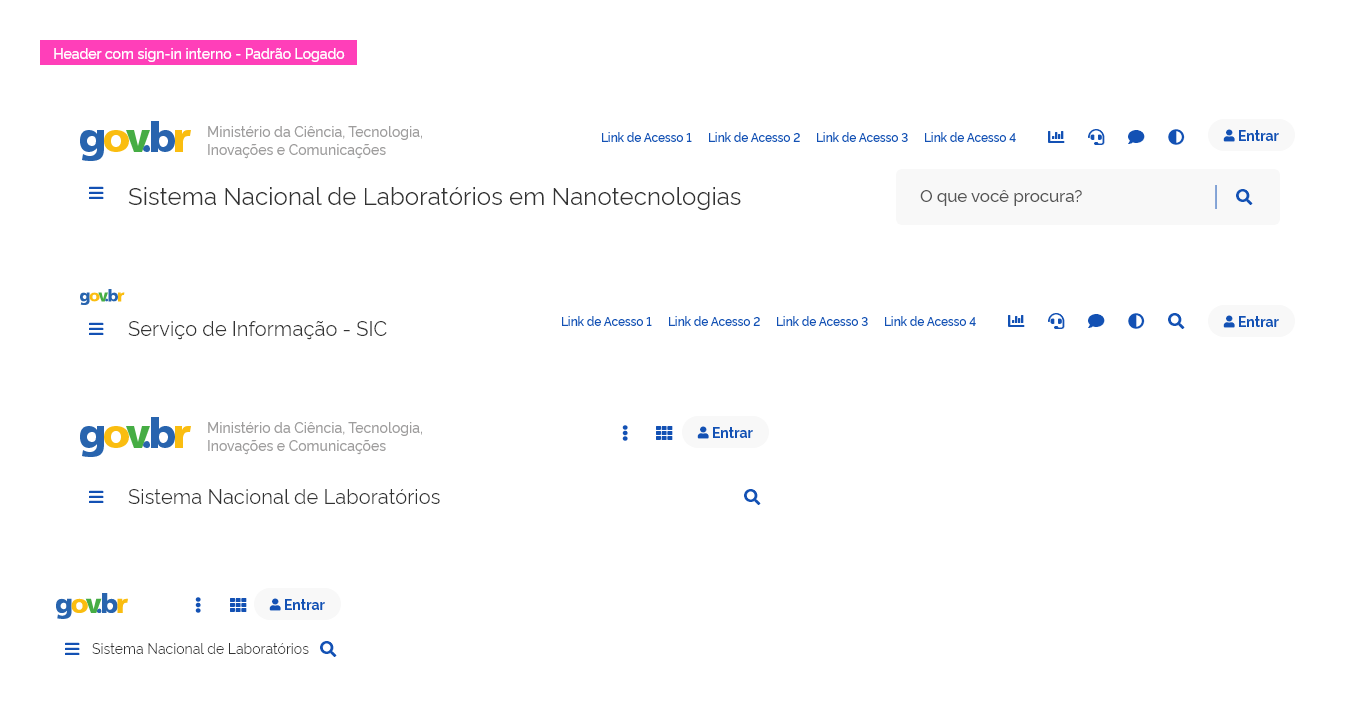 Header com sign-in interno - Padrão Logado
gov.br
Ministério da Ciência, Tecnologia,
Inovações e Comunicações
Link de Acesso 1 Link de Acesso 2 Link de Acesso 3 Link de Acesso 4 Entrar
Sistema Nacional de Laboratórios em Nanotecnologias
O que você procura?
gov.br
Serviço de Informação - SIC
Link de Acesso 1 Link de Acesso 2 Link de Acesso 3 Link de Acesso 4 Entrar
gov.br
Ministério da Ciência, Tecnologia,
Inovações e Comunicações
Entrar
Sistema Nacional de Laboratórios
gov.br
Entrar
Sistema Nacional de Laboratórios